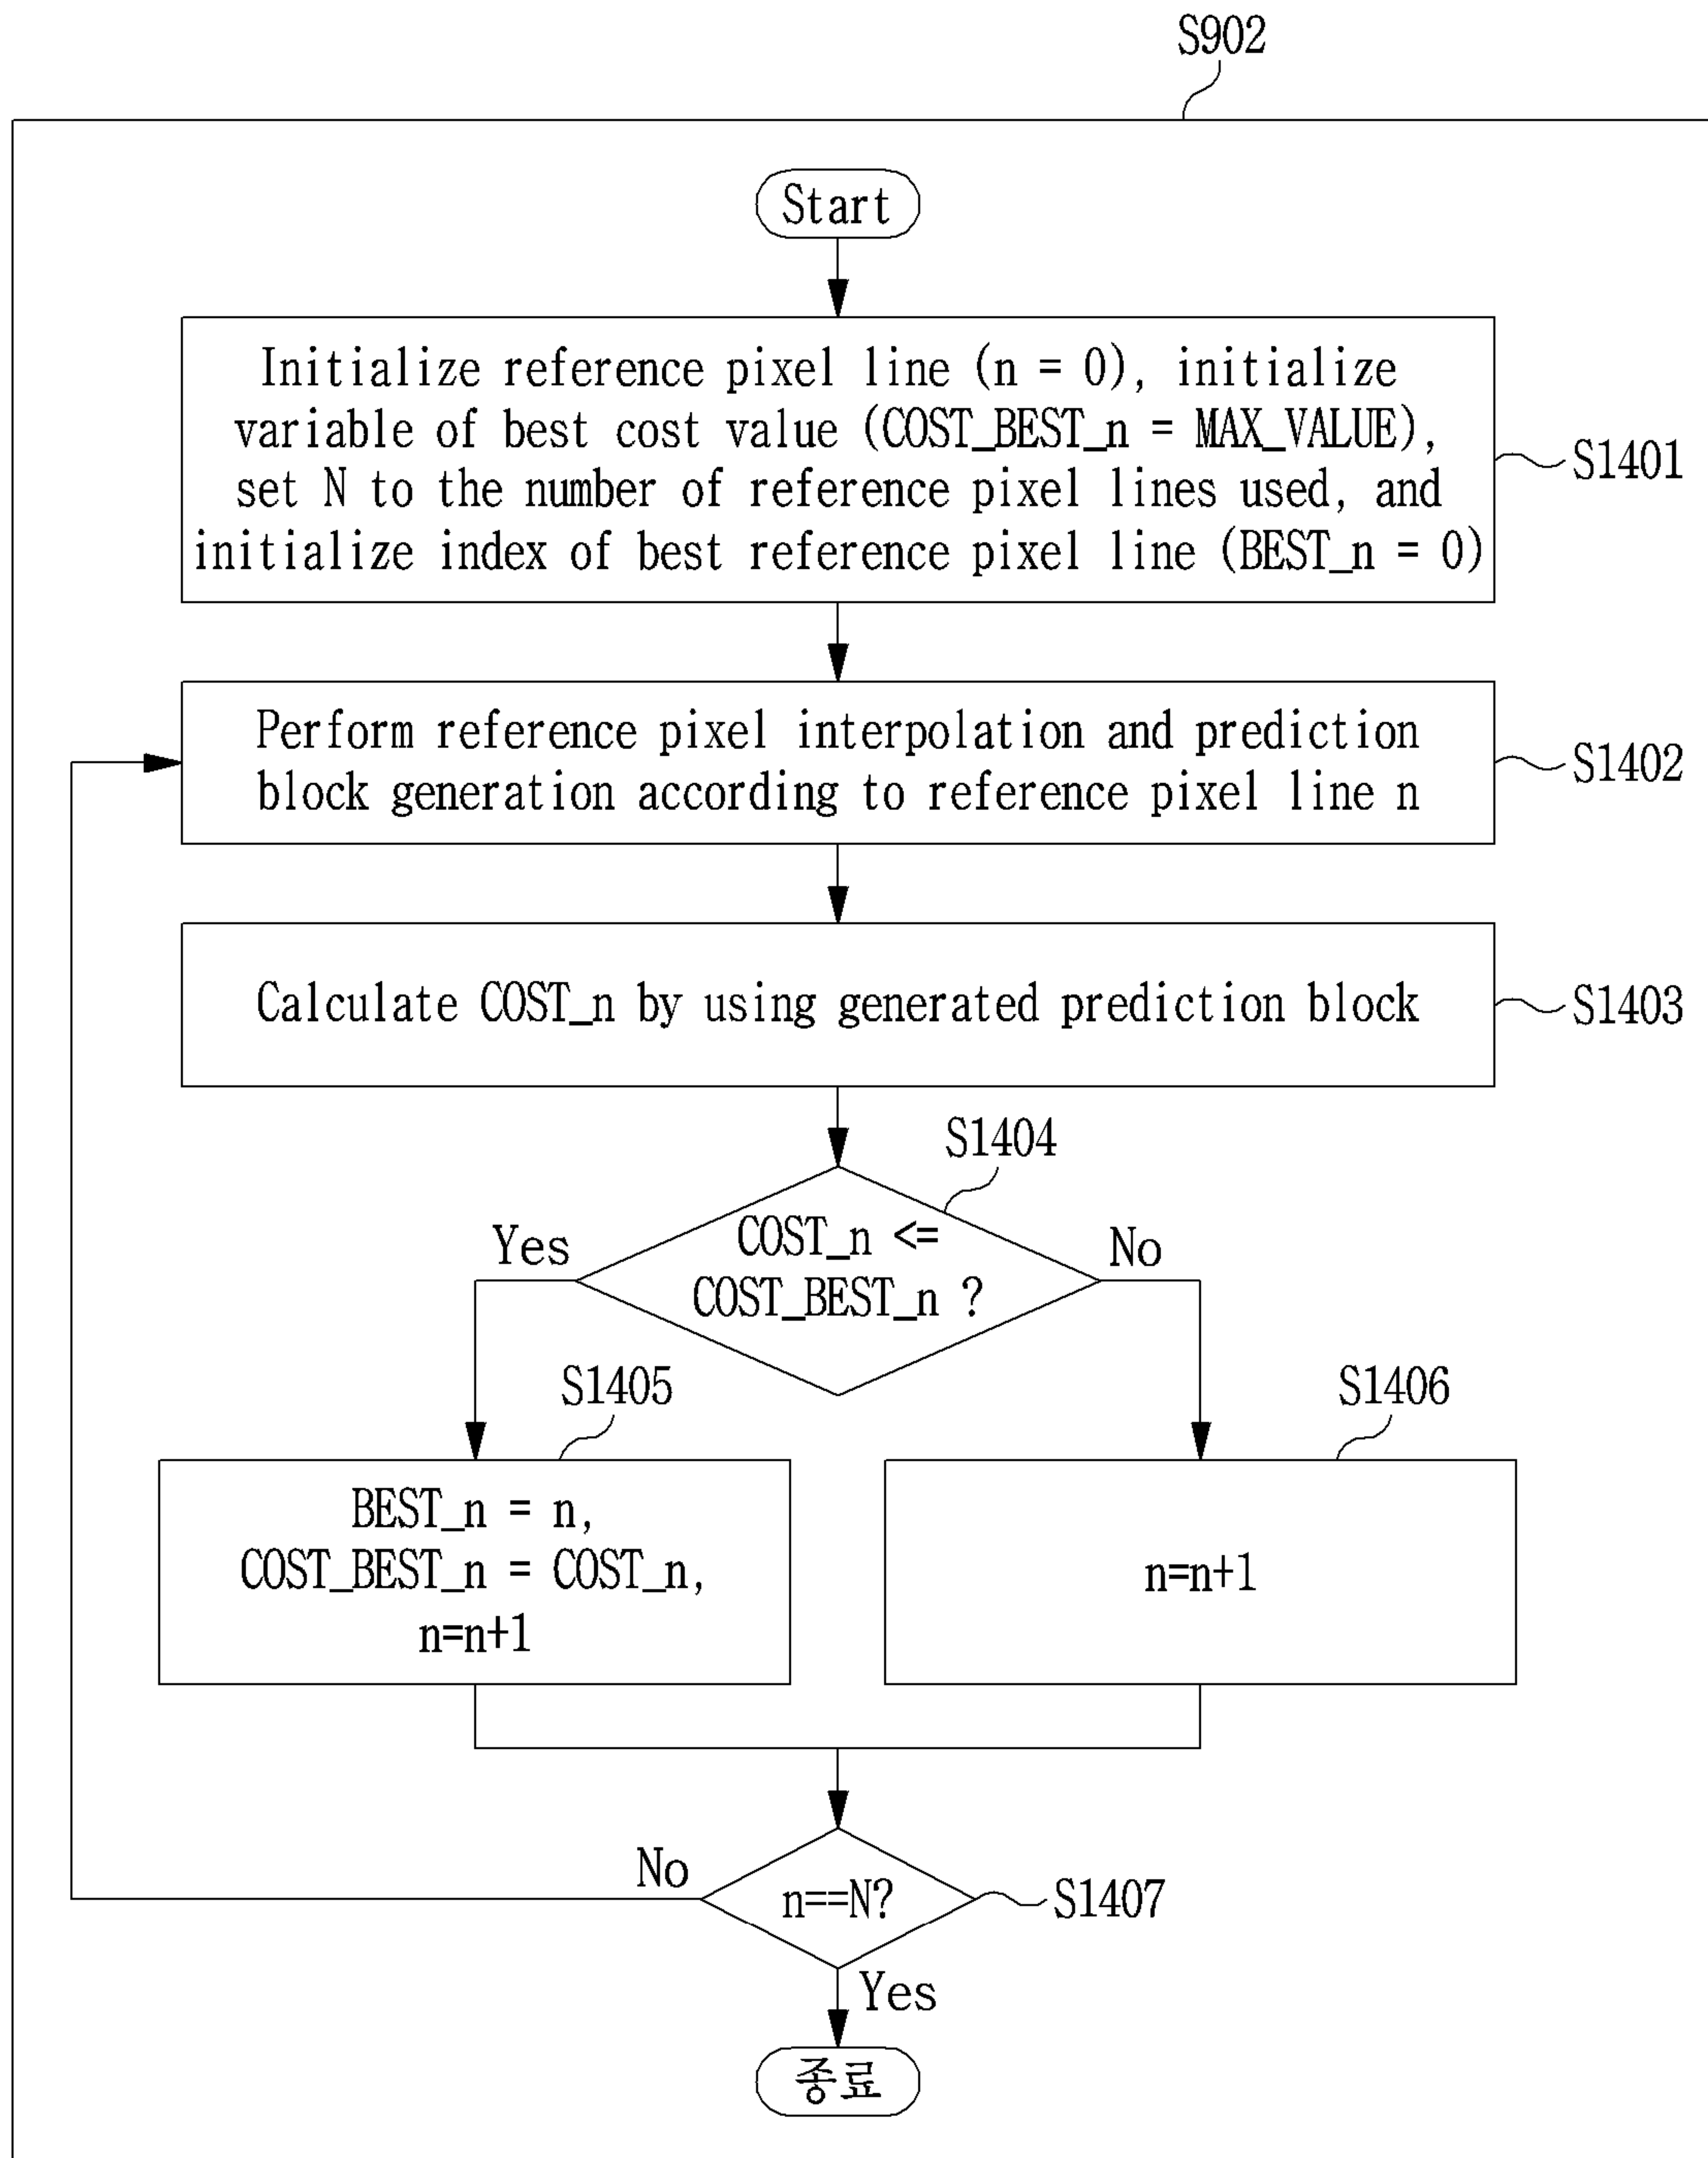 S902
Start
Initialize reference pixel line (n = 0), initialize
variable of best cost value (COST_BEST_n = MAX_VALUE),
set N to the number of reference pixel lines used, and
initialize index of best reference pixel line (BEST_n = 0)
S1401
Perform reference pixel interpolation and prediction
block generation according to reference pixel line n
S1402
Calculate COST_n by using generated prediction block
S1403
S1404
COST_n <=
COST_BEST_n ?
Yes
No
S1405
BEST_n = n,
COST_BEST_n = COST_n,
n=n+1
S1406
n=n+1
No
n==N?
S1407
Yes
종료